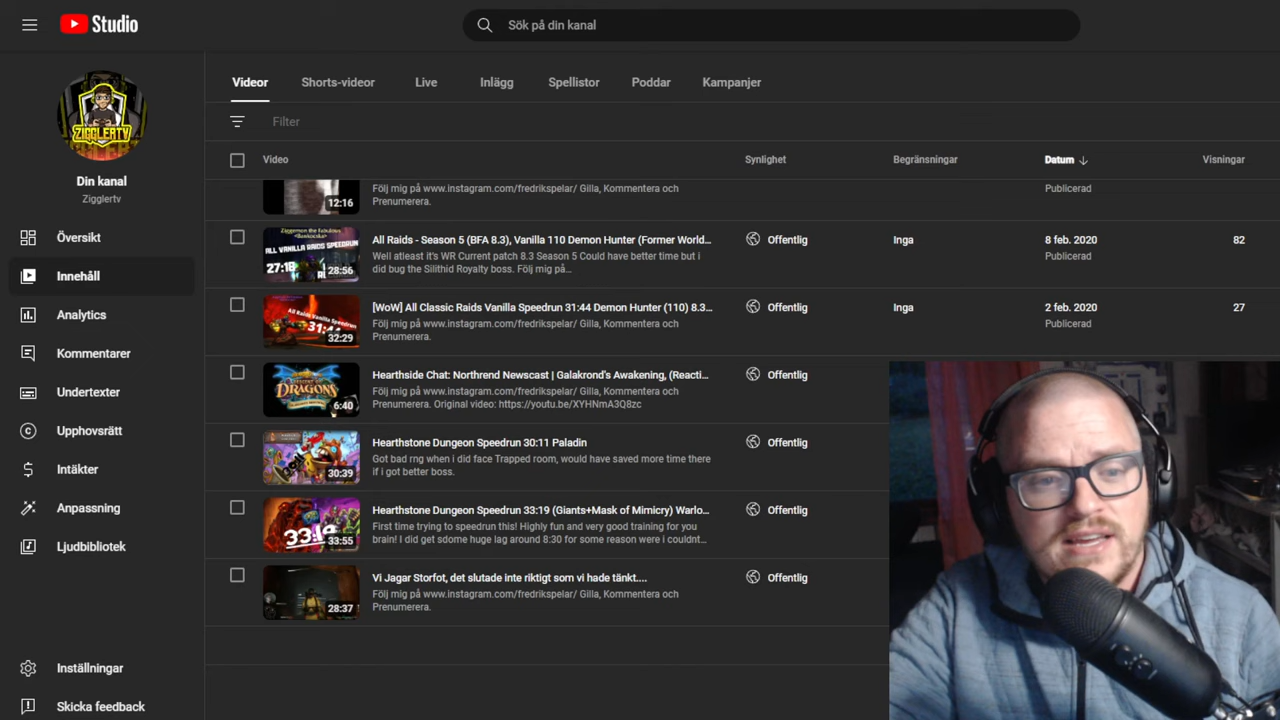 Studio
Sök på din kanal
ZIGGLERTV
Din kanal
Zigglertv
Översikt
Innehåll
Analytics
Kommentarer
Undertexter
Upphovsrätt
Intäkter
Anpassning
Ljudbibliotek
Inställningar
Skicka feedback
Videor Shorts-videor Live Inlägg Spellistor Poddar Kampanjer
Filter
Video Synlighet Begränsningar Datum Visningar
12:16
Följ mig på www.instagram.com/fredrikspelar/ Gilla, Kommentera och
Prenumerera.
Publicerad
ALL VANILLA RAIDS SPEEDRUN
27:18
28:56
All Raids - Season 5 (BFA 8.3), Vanilla 110 Demon Hunter (Former World...
Well atleast it's WR Current patch 8.3 Season 5 Could have better time but i
did bug the Silithid Royalty boss. Följ mig på...
Offentlig Inga 8 feb. 2020 82
Publicerad
All Raids Vanilla Speedrun
31:44
32:29
[WoW] All Classic Raids Vanilla Speedrun 31:44 Demon Hunter (110) 8.3...
Följ mig på www.instagram.com/fredrikspelar/ Gilla, Kommentera och
Prenumerera.
Offentlig Inga 2 feb. 2020 27
Publicerad
DRAGONS
6:40
Hearthside Chat: Northrend Newscast | Galakrond's Awakening, (Reacti...
Följ mig på www.instagram.com/fredrikspelar/ Gilla, Kommentera och
Prenumerera. Original video: https://youtu.be/XYHNmA3Q8zc
Offentlig
30:39
Hearthstone Dungeon Speedrun 30:11 Paladin
Got bad rng when i did face Trapped room, would have saved more time there
If i got better boss.
Offentlig
33:19
33:55
Hearthstone Dungeon Speedrun 33:19 (Giants+Mask of Mimicry) Warlo...
First time trying to speedrun this! Highly fun and very good training for you
brain! I did get sdome huge lag around 8:30 for some reason were i couldnt...
Offentlig
28:37
Vi Jagar Storfot, det slutade inte riktigt som vi hade tänkt....
Följ mig på www.instagram.com/fredrikspelar/ Gilla, Kommentera och
Prenumerera.
Offentlig